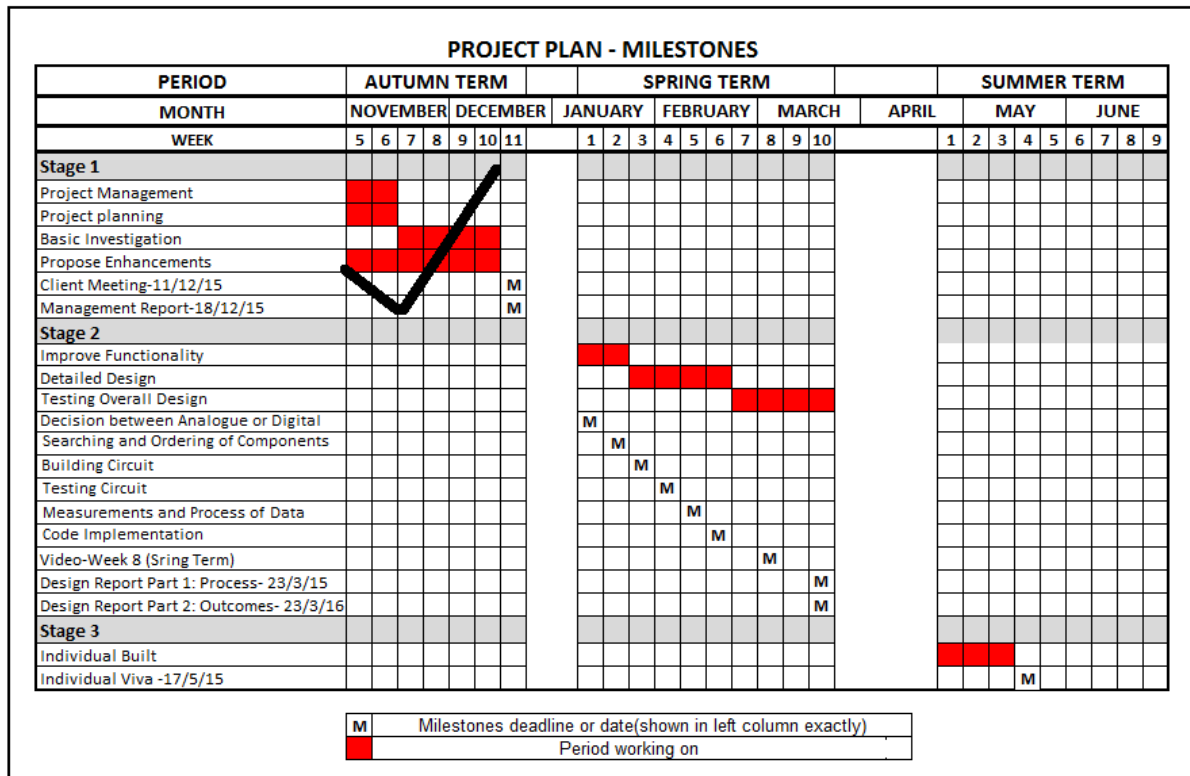 PROJECT PLAN - MILESTONES
PERIOD AUTUMN TERM SPRING TERM SUMMER TERM
MONTH NOVEMBER DECEMBER JANUARY FEBRUARY MARCH APRIL MAY JUNE
WEEK 5 6 7 8 9 10 11 1 2 3 4 5 6 7 8 9 10 1 2 3 4 5 6 7 8 9
Stage 1
Project Management
Project planning
Basic Investigation
Propose Enhancements
Client Meeting-11/12/15 M
Management Report-18/12/15 M
Stage 2
Improve Functionality
Detailed Design
Testing Overall Design
Decision between Analogue or Digital M
Searching and Ordering of Components M
Building Circuit M
Testing Circuit M
Measurements and Process of Data M
Code Implementation M
Video-Week 8 (Sring Term) M
Design Report Part 1: Process- 23/3/15 M
Design Report Part 2: Outcomes- 23/3/16 M
Stage 3
Individual Built
Individual Viva -17/5/15 M
M Milestones deadline or date(shown in left column exactly)
Period working on